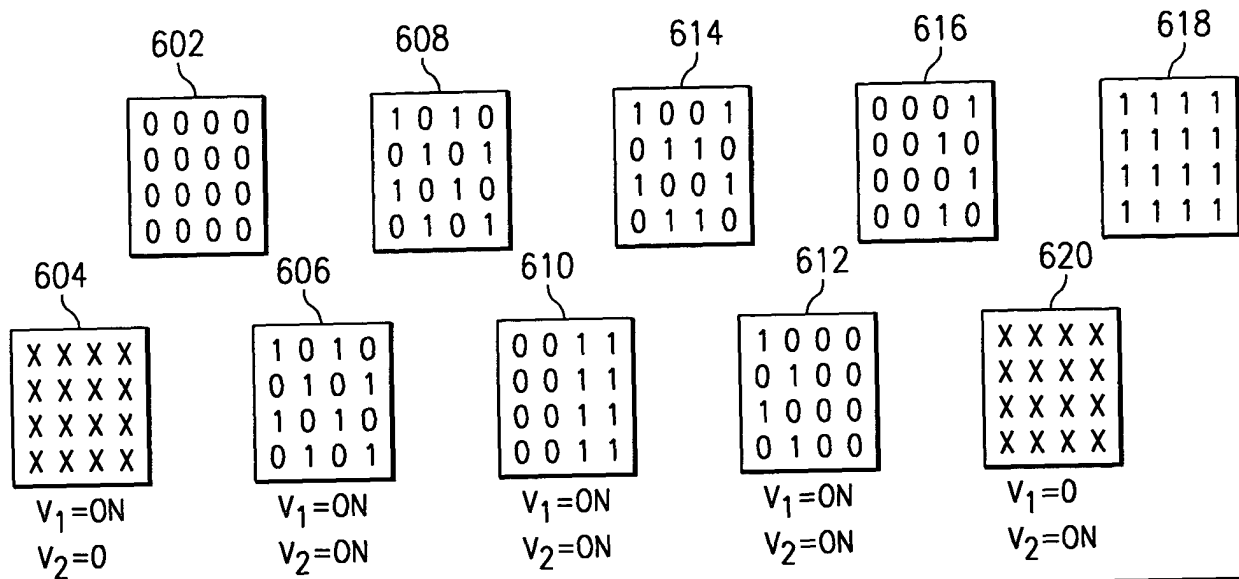 602 608 614 616 618
0 0 0 0 1 0 1 0 1 0 0 1 0 0 0 1 1 1 1 1
0 0 0 0 0 1 0 1 0 1 1 0 0 0 1 0 1 1 1 1
0 0 0 0 1 0 1 0 1 0 0 1 0 0 0 1 1 1 1 1
0 0 0 0 0 1 0 1 0 1 1 0 0 0 1 0 1 1 1 1
604 606 610 612 620
X X X X 1 0 1 0 0 0 1 1 1 0 0 0 X X X X
X X X X 0 1 0 1 0 0 1 1 0 1 0 0 X X X X
X X X X 1 0 1 0 0 0 1 1 1 0 0 0 X X X X
X X X X 0 1 0 1 0 0 1 1 0 1 0 0 X X X X
V1=ON V1=ON V1=ON V1=ON V1=0
V2=0 V2=ON V2=ON V2=ON V2=ON